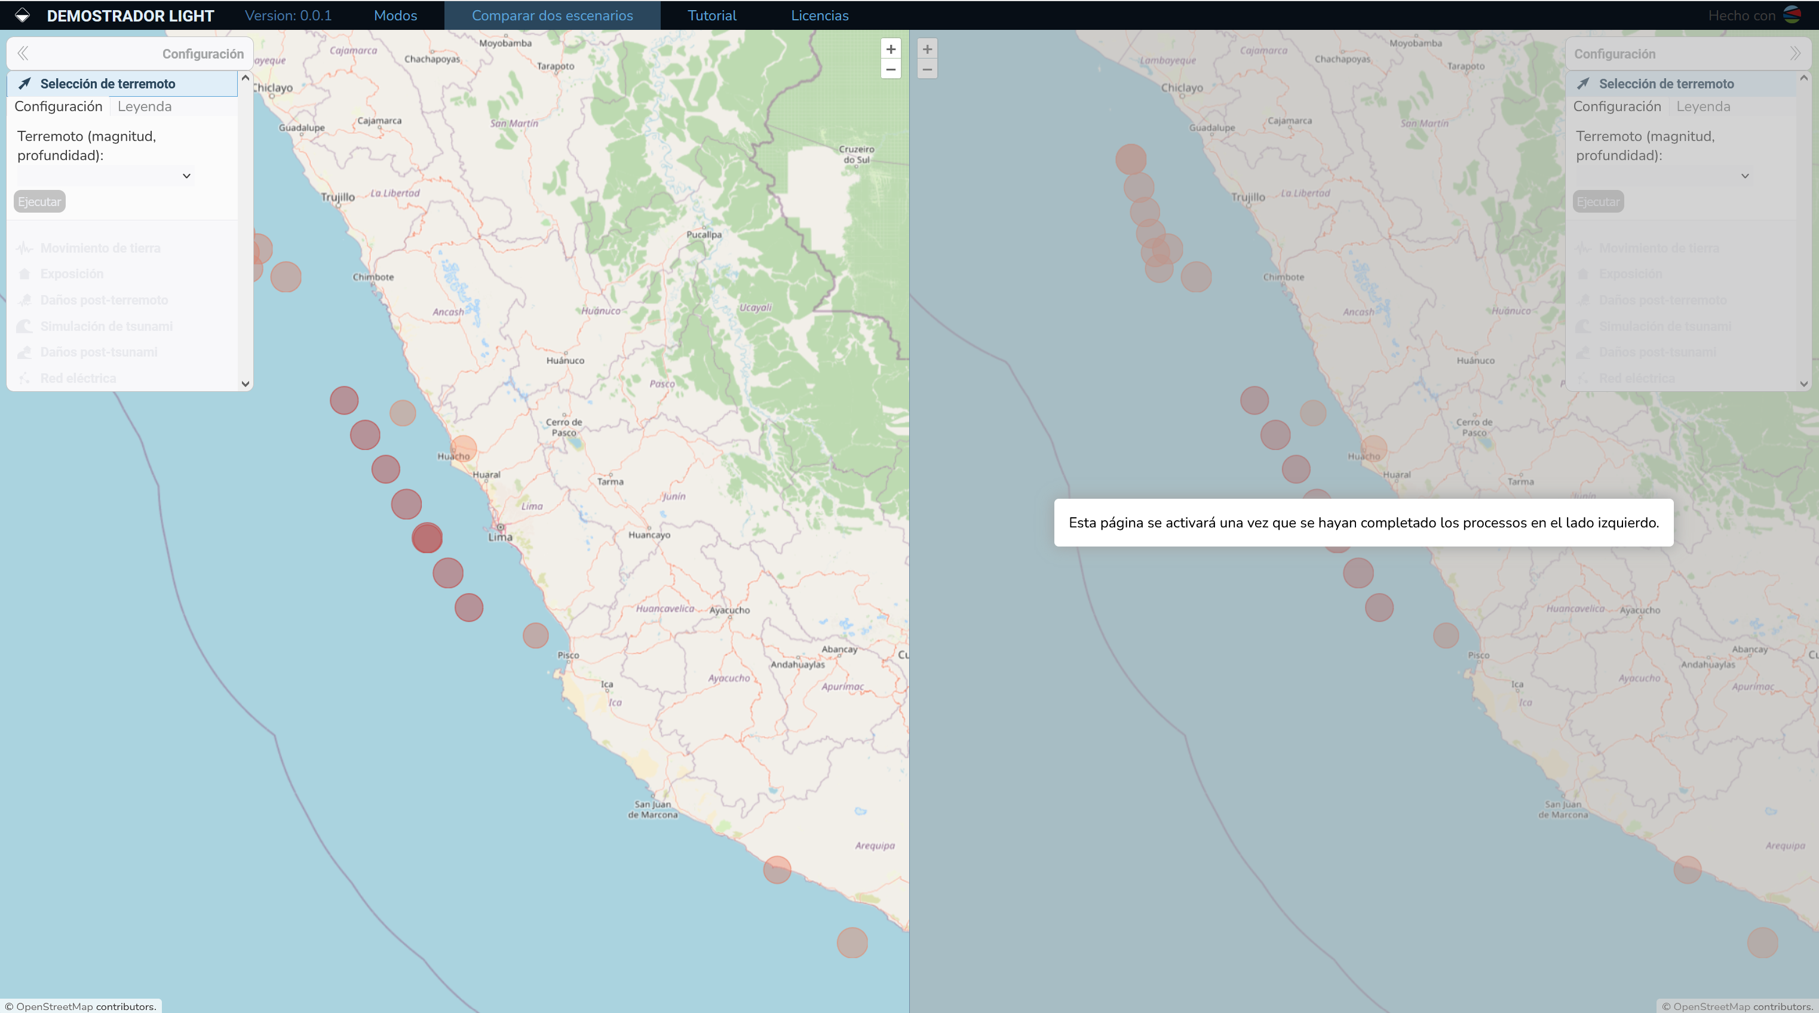 DEMOSTRADOR LIGHT
Version: 0.0.1
Modos
Comparar dos escenarios
Tutorial
Licencias
Hecho con
Configuración
Selección de terremoto
Configuración
Leyenda
Terremoto (magnitud,
profundidad):
Ejecutar
Movimiento de tierra
Exposición
Daños post-terremoto
Simulación de tsunami
Daños post-tsunami
Red eléctrica
+
−
Cajamarca
Moyobamba
Chachapoyas
Tarapoto
Chiclayo
San Martín
Guadalupe
Cajamarca
Cruzeiro
do Sul
Trujillo
La Libertad
Pucallpa
Chimbote
Ancash
Huánuco
Ucayali
Huánuco
Pasco
Cerro de
Pasco
Huacho
Huaral
Tarma
Junín
Lima
Lima
Huancayo
Huancavelica
Ayacucho
Pisco
Abancay
Andahuaylas
Ica
Ica
Ayacucho
Apurímac
San Juan
de Marcona
Arequipa
© OpenStreetMap contributors.
+
−
Configuración
Selección de terremoto
Configuración
Leyenda
Terremoto (magnitud,
profundidad):
Ejecutar
Movimiento de tierra
Exposición
Daños post-terremoto
Simulación de tsunami
Daños post-tsunami
Red eléctrica
Cajamarca
Moyobamba
Lambayeque
Chachapoyas
Tarapoto
Chiclayo
San Martín
Guadalupe
Cajamarca
Trujillo
La Libertad
Chimbote
Ancash
Huánuco
Huánuco
Pasco
Cerro de
Pasco
Huacho
Huaral
Tarma
Junín
Esta página se activará una vez que se hayan completado los processos en el lado izquierdo.
Huancavelica
Ayacucho
Pisco
Abancay
Andahuaylas
Ica
Ica
Ayacucho
Apurímac
San Juan
de Marcona
Arequipa
© OpenStreetMap contributors.